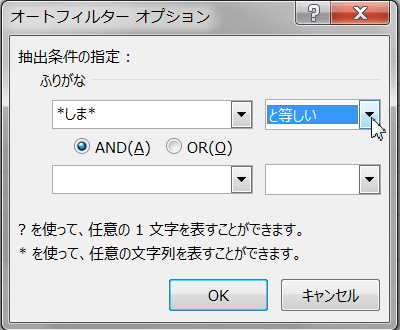 オートフィルター オプション
抽出条件の指定 :
ふりがな
*しま* と等しい
AND(A) OR(O)
? を使って、任意の 1 文字を表すことができます。
* を使って、任意の文字列を表すことができます。
OK キャンセル